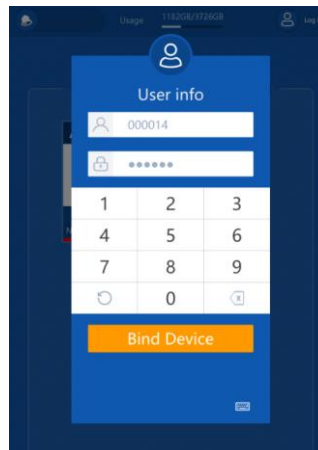 Usage 1182GB/3726GB Log
User info
000014
••••••
1 2 3
4 5 6
7 8 9
0
Bind Device